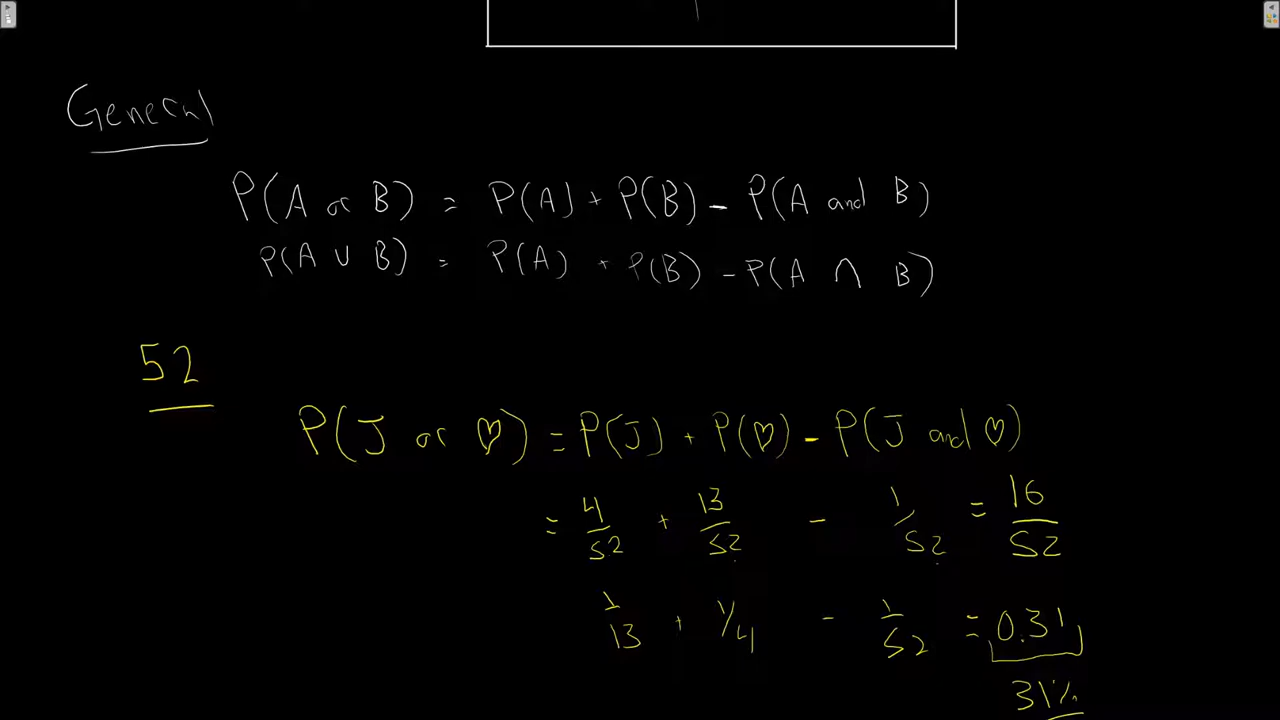 General
P(A or B) = P(A) + P(B) - P(A and B)
P(A ∪ B) = P(A) + P(B) - P(A ∩ B)
52
P(J or ♡) = P(J) + P(♡) - P(J and ♡)
= 4/52 + 13/52 - 1/52 = 16/52
1/13 + 1/4 - 1/52 = 0.31
31%